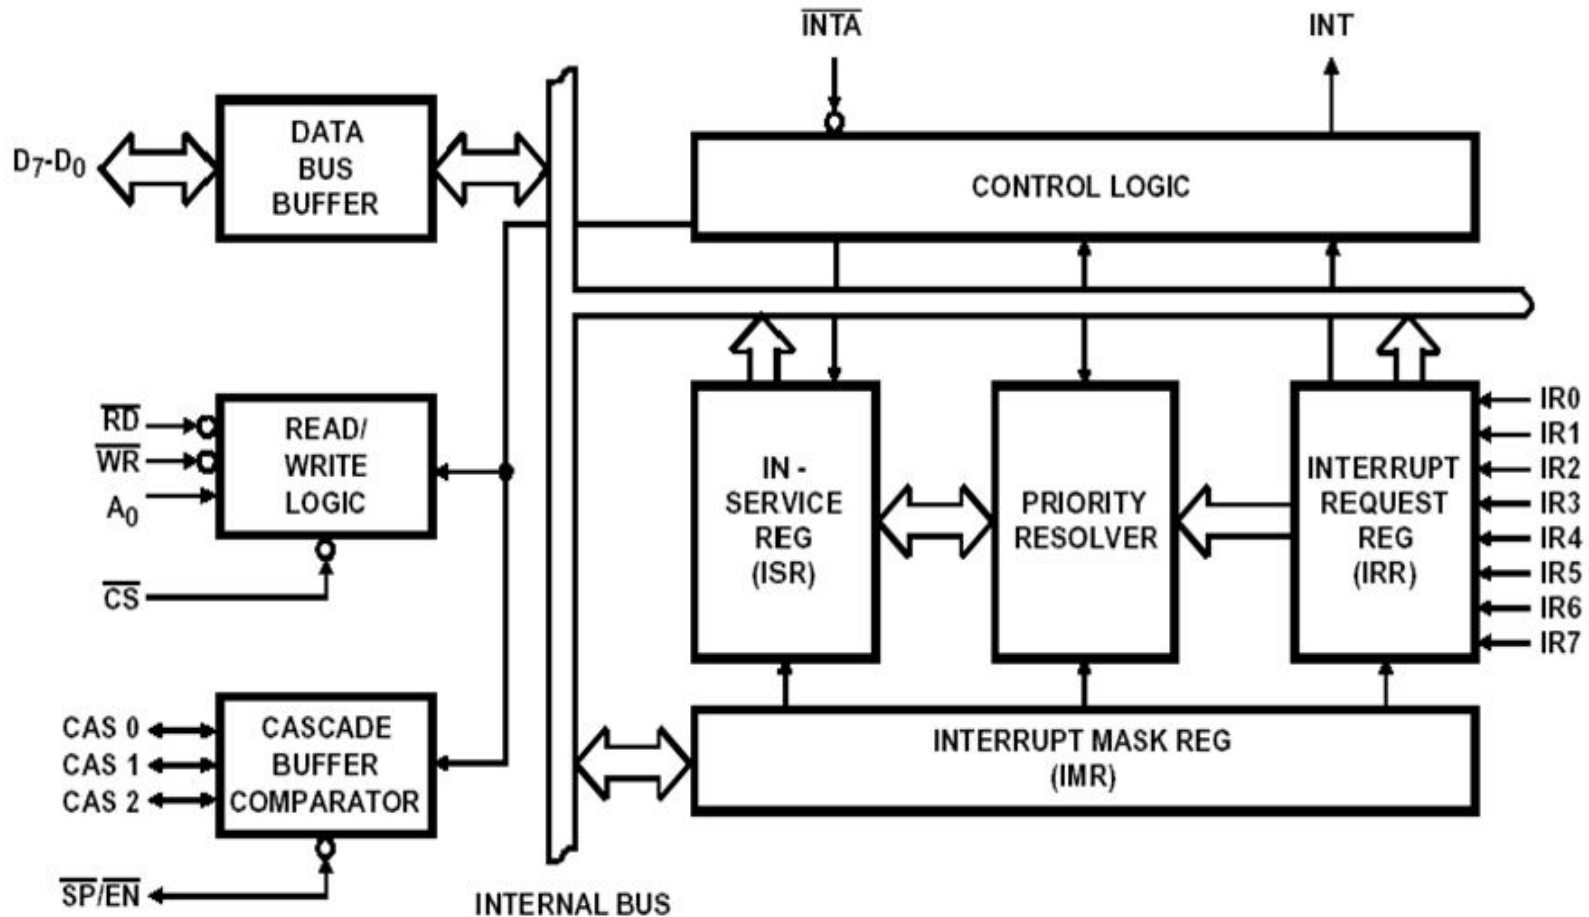 INTA
INT
D7-D0
DATA
BUS
BUFFER
CONTROL LOGIC
RD
WR
A0
CS
READ/
WRITE
LOGIC
IN -
SERVICE
REG
(ISR)
PRIORITY
RESOLVER
INTERRUPT
REQUEST
REG
(IRR)
IR0
IR1
IR2
IR3
IR4
IR5
IR6
IR7
CAS 0
CAS 1
CAS 2
CASCADE
BUFFER
COMPARATOR
SP/EN
INTERRUPT MASK REG
(IMR)
INTERNAL BUS